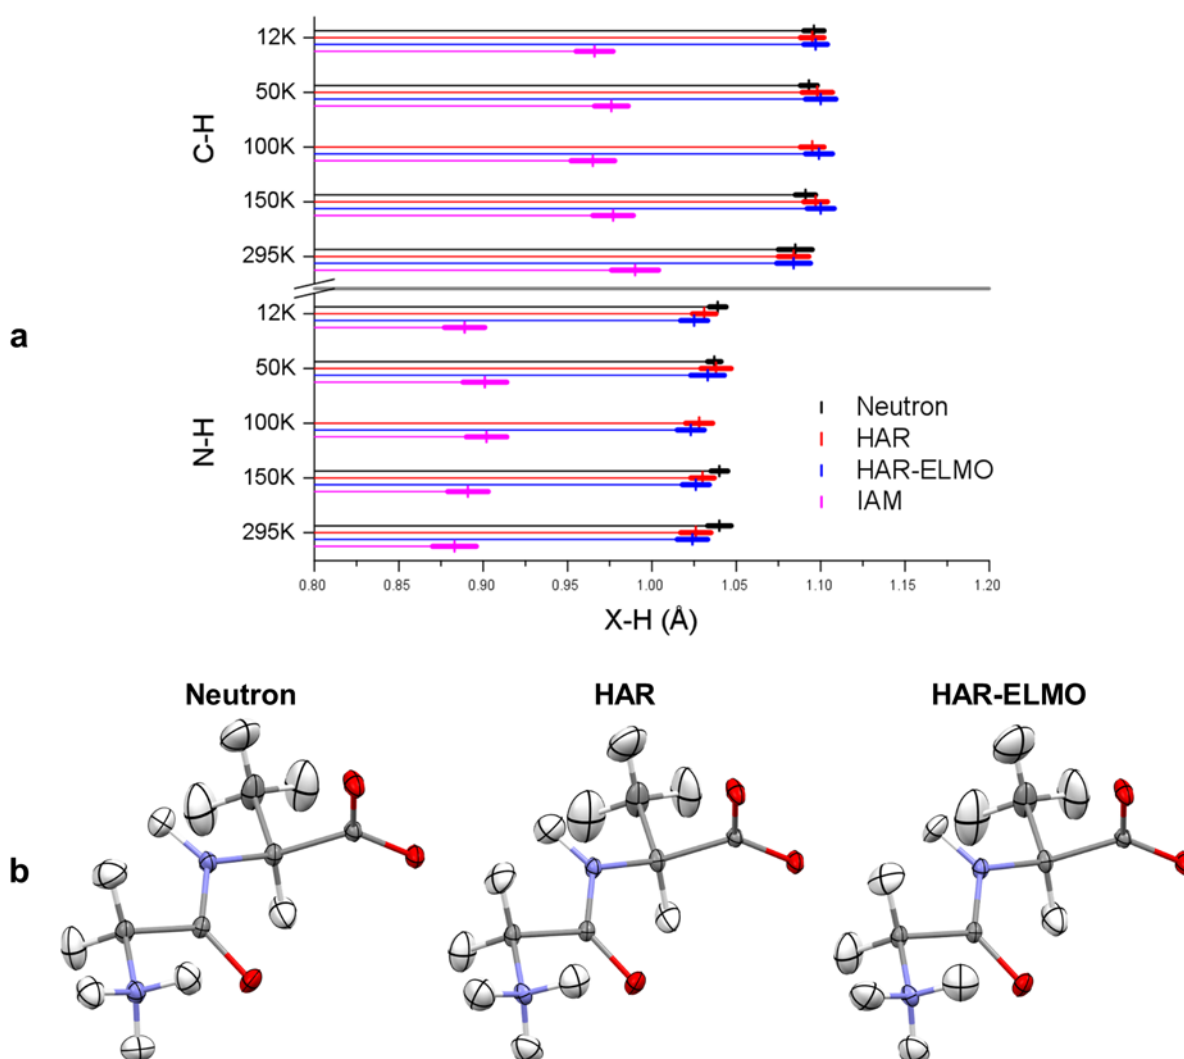 C-H
12K
50K
100K
150K
295K
a
N-H
12K
50K
100K
150K
295K
Neutron
HAR
HAR-ELMO
IAM
0.80 0.85 0.90 0.95 1.00 1.05 1.10 1.15 1.20
X-H (Å)
Neutron HAR HAR-ELMO
b